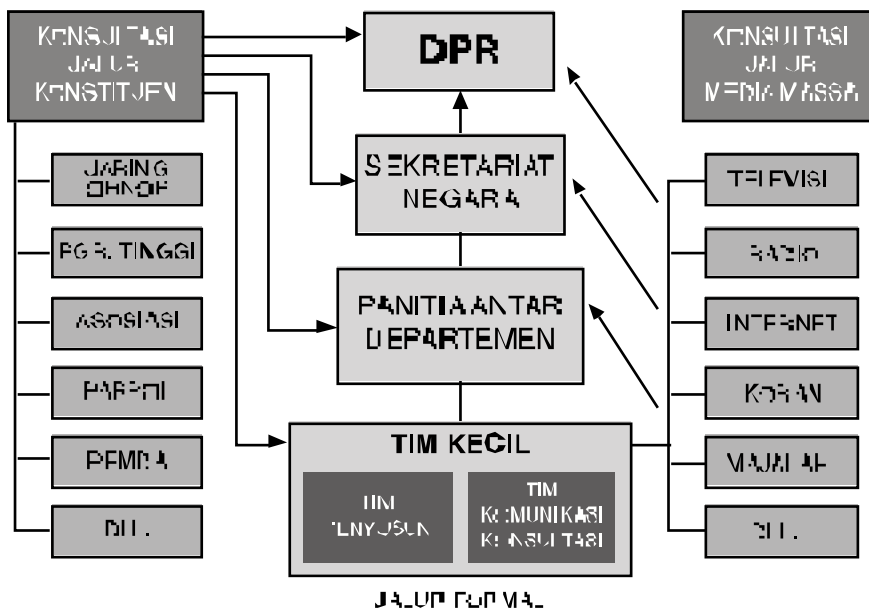 KONSULTASI
JALUR
KONSTITUEN
DPR
KONSULTASI
JALUR
MEDIA MASSA
SEKRETARIAT
NEGARA
JARING
PGR. TINGGI
ASOSIASI
PARPOL
PEMDA
DLL.
PANITIA ANTAR
DEPARTEMEN
TIM KECIL
TIM
PENYUSUN
TIM
KOMUNIKASI
KONSULTASI
TELEVISI
RADIO
INTERNET
KORAN
MAJALAH
DLL.
JALUR FORMAL